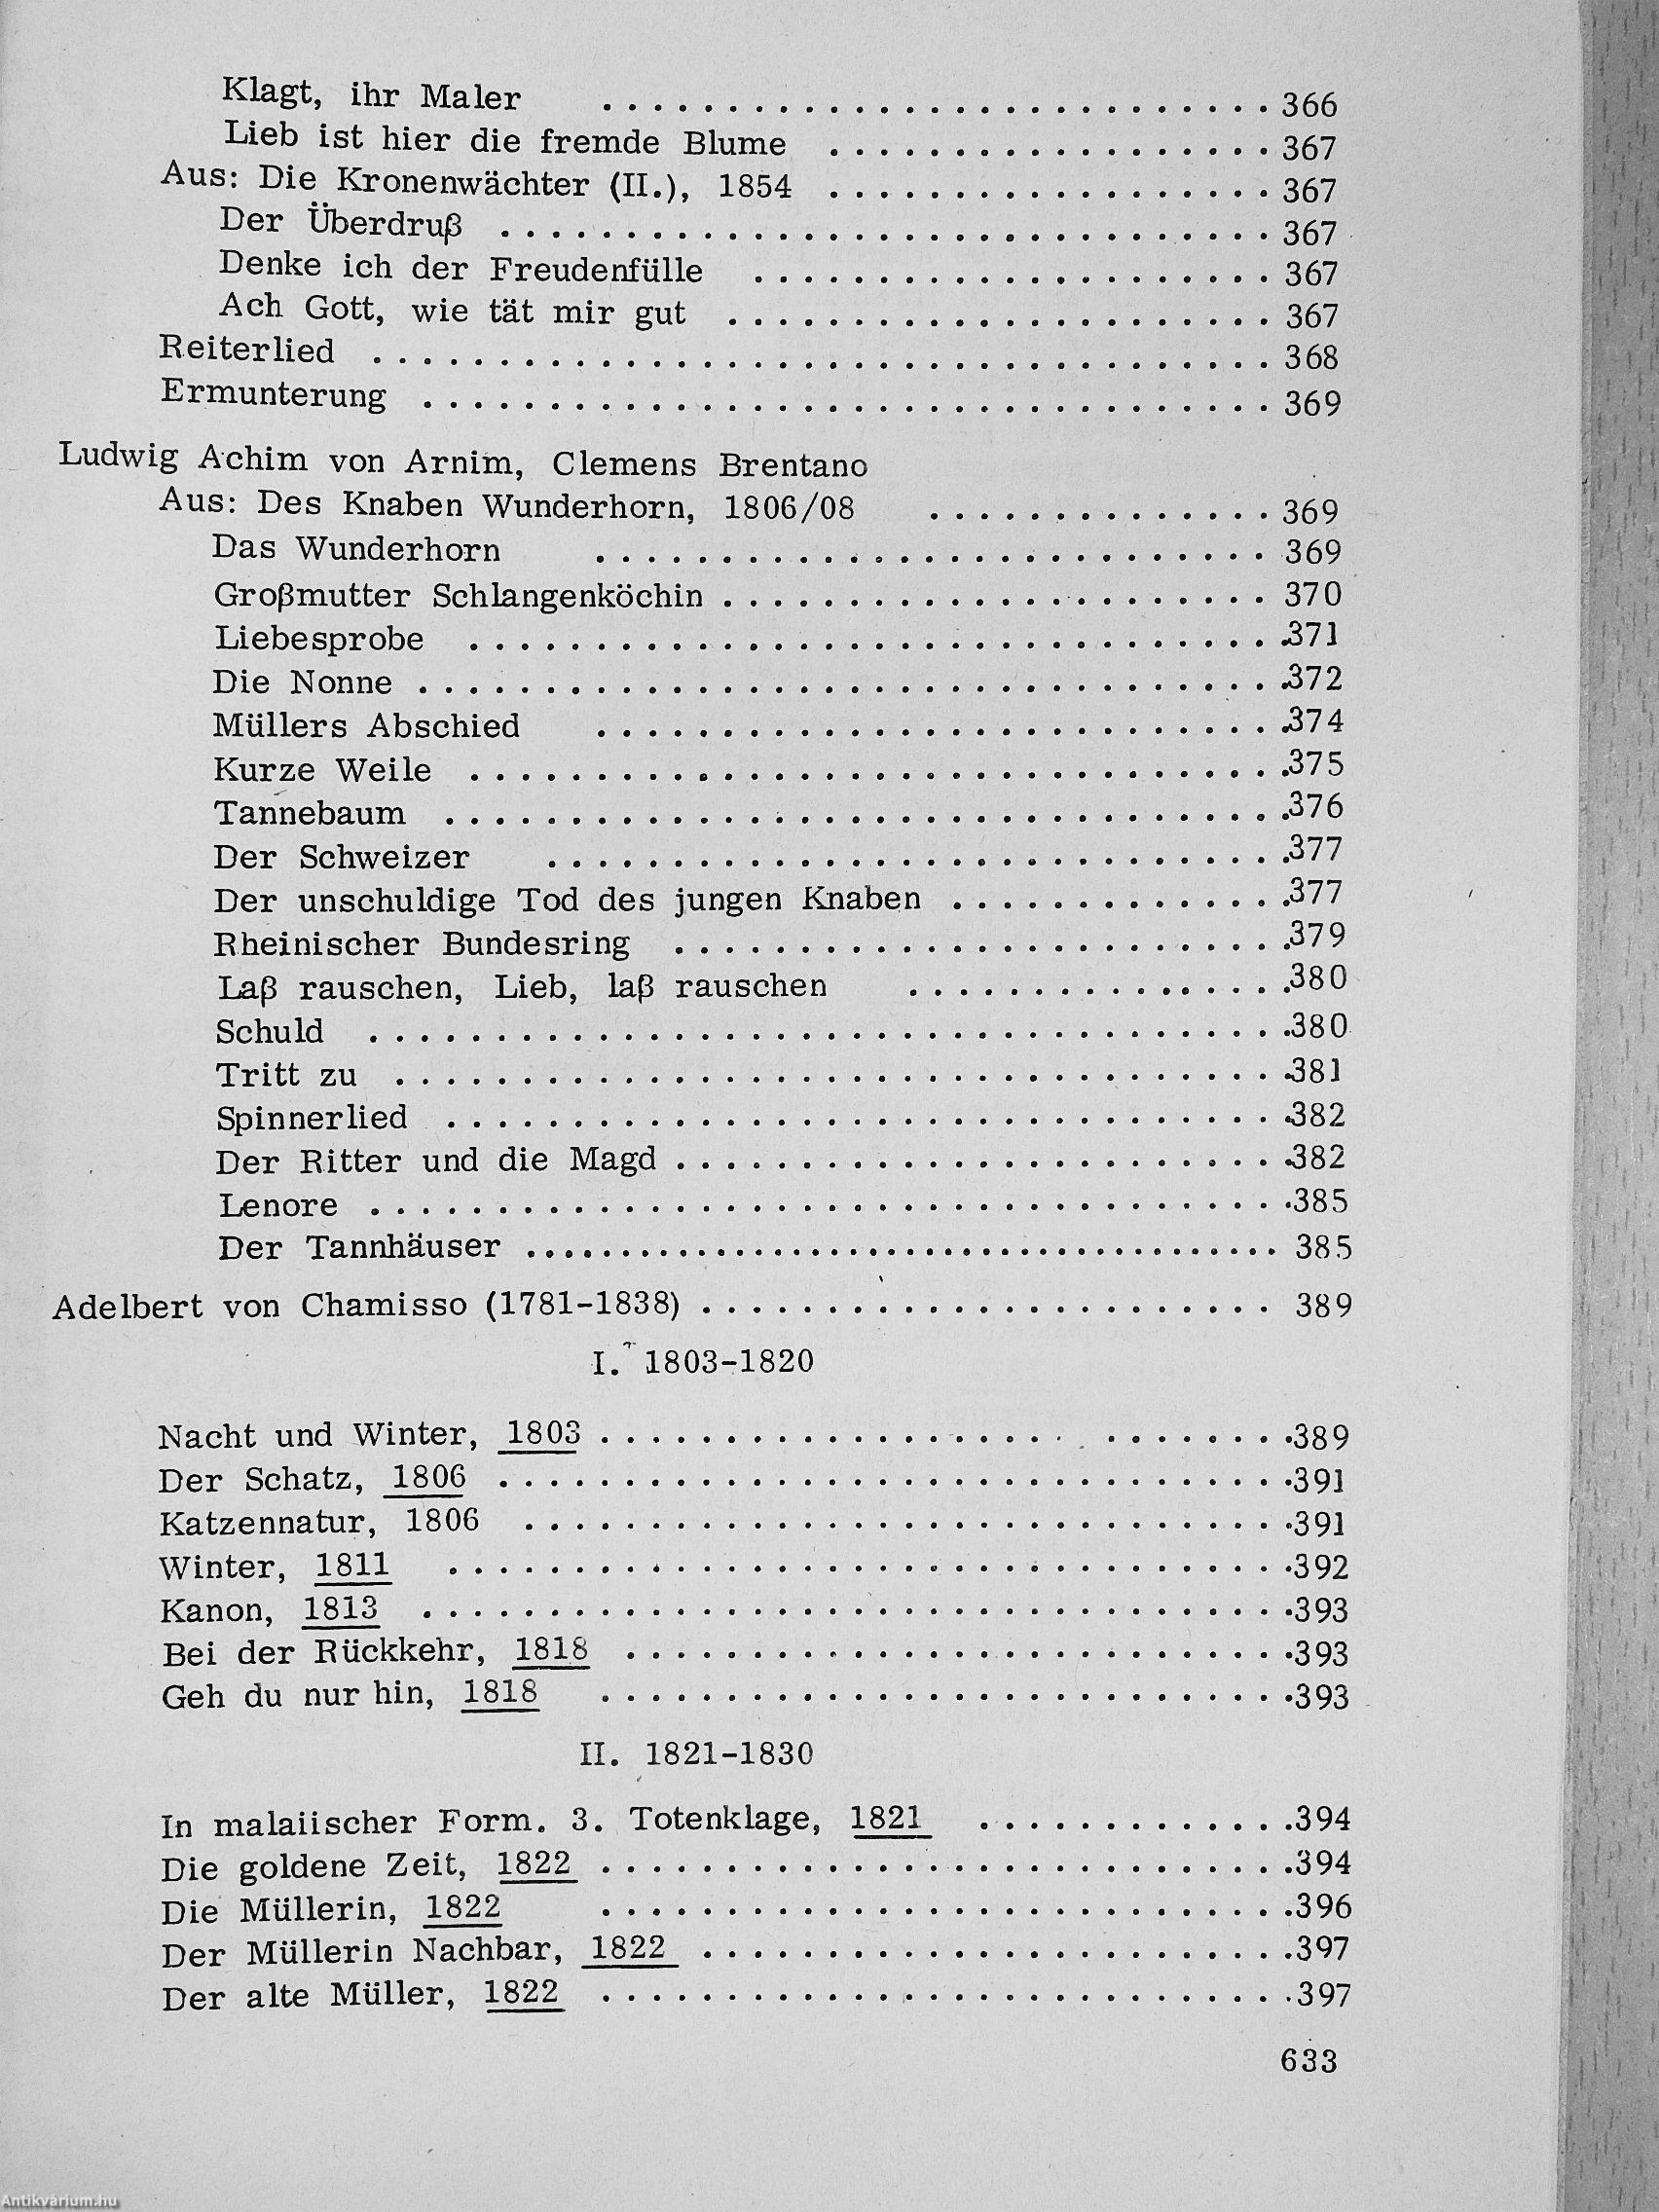 Klagt, ihr Maler . . . . . . . . . . . . . . . . . . . . . . . . . . . 366
Lieb ist hier die fremde Blume . . . . . . . . . . . . . . . . . . 367
Aus: Die Kronenwächter (II.), 1854 . . . . . . . . . . . . . . . . . . 367
Der Überdruß . . . . . . . . . . . . . . . . . . . . . . . . . . . . . . . 367
Denke ich der Freudenfülle . . . . . . . . . . . . . . . . . . . . . 367
Ach Gott, wie tät mir gut . . . . . . . . . . . . . . . . . . . . . . 367
Reiterlied . . . . . . . . . . . . . . . . . . . . . . . . . . . . . . . . . . . . 368
Ermunterung . . . . . . . . . . . . . . . . . . . . . . . . . . . . . . . . . . 369
Ludwig Achim von Arnim, Clemens Brentano
Aus: Des Knaben Wunderhorn, 1806/08 . . . . . . . . . . . . . . 369
Das Wunderhorn . . . . . . . . . . . . . . . . . . . . . . . . . . . 369
Großmutter Schlangenköchin . . . . . . . . . . . . . . . . . . . . . . 370
Liebesprobe . . . . . . . . . . . . . . . . . . . . . . . . . . . . . . . . . 371
Die Nonne . . . . . . . . . . . . . . . . . . . . . . . . . . . . . . . . . . . 372
Müllers Abschied . . . . . . . . . . . . . . . . . . . . . . . . . . . . 374
Kurze Weile . . . . . . . . . . . . . . . . . . . . . . . . . . . . . . . . . 375
Tannebaum . . . . . . . . . . . . . . . . . . . . . . . . . . . . . . . . . . 376
Der Schweizer . . . . . . . . . . . . . . . . . . . . . . . . . . . . . . 377
Der unschuldige Tod des jungen Knaben . . . . . . . . . . . . . . 377
Rheinischer Bundesring . . . . . . . . . . . . . . . . . . . . . . . . . 379
Laß rauschen, Lieb, laß rauschen . . . . . . . . . . . . . . . . 380
Schuld . . . . . . . . . . . . . . . . . . . . . . . . . . . . . . . . . . . . . 380
Tritt zu . . . . . . . . . . . . . . . . . . . . . . . . . . . . . . . . . . . . 381
Spinnerlied . . . . . . . . . . . . . . . . . . . . . . . . . . . . . . . . . . 382
Der Ritter und die Magd . . . . . . . . . . . . . . . . . . . . . . . . . 382
Lenore . . . . . . . . . . . . . . . . . . . . . . . . . . . . . . . . . . . . . 385
Der Tannhäuser . . . . . . . . . . . . . . . . . . . . . . . . . . . . . . . . . . . . . 385
Adelbert von Chamisso (1781-1838) . . . . . . . . . . . . . . . . . . . . . . . 389
I. 1803-1820
Nacht und Winter, 1803 . . . . . . . . . . . . . . . . . . . . . . . . . . . 389
Der Schatz, 1806 . . . . . . . . . . . . . . . . . . . . . . . . . . . . . . . . 391
Katzennatur, 1806 . . . . . . . . . . . . . . . . . . . . . . . . . . . . . . . 391
Winter, 1811 . . . . . . . . . . . . . . . . . . . . . . . . . . . . . . . . . . 392
Kanon, 1813 . . . . . . . . . . . . . . . . . . . . . . . . . . . . . . . . . . . 393
Bei der Rückkehr, 1818 . . . . . . . . . . . . . . . . . . . . . . . . . . . 393
Geh du nur hin, 1818 . . . . . . . . . . . . . . . . . . . . . . . . . . . . 393
II. 1821-1830
In malaiischer Form. 3. Totenklage, 1821 . . . . . . . . . . . . . 394
Die goldene Zeit, 1822 . . . . . . . . . . . . . . . . . . . . . . . . . . . . 394
Die Müllerin, 1822 . . . . . . . . . . . . . . . . . . . . . . . . . . . . 396
Der Müllerin Nachbar, 1822 . . . . . . . . . . . . . . . . . . . . . . . . 397
Der alte Müller, 1822 . . . . . . . . . . . . . . . . . . . . . . . . . . . . 397
633
Antikvárium.hu